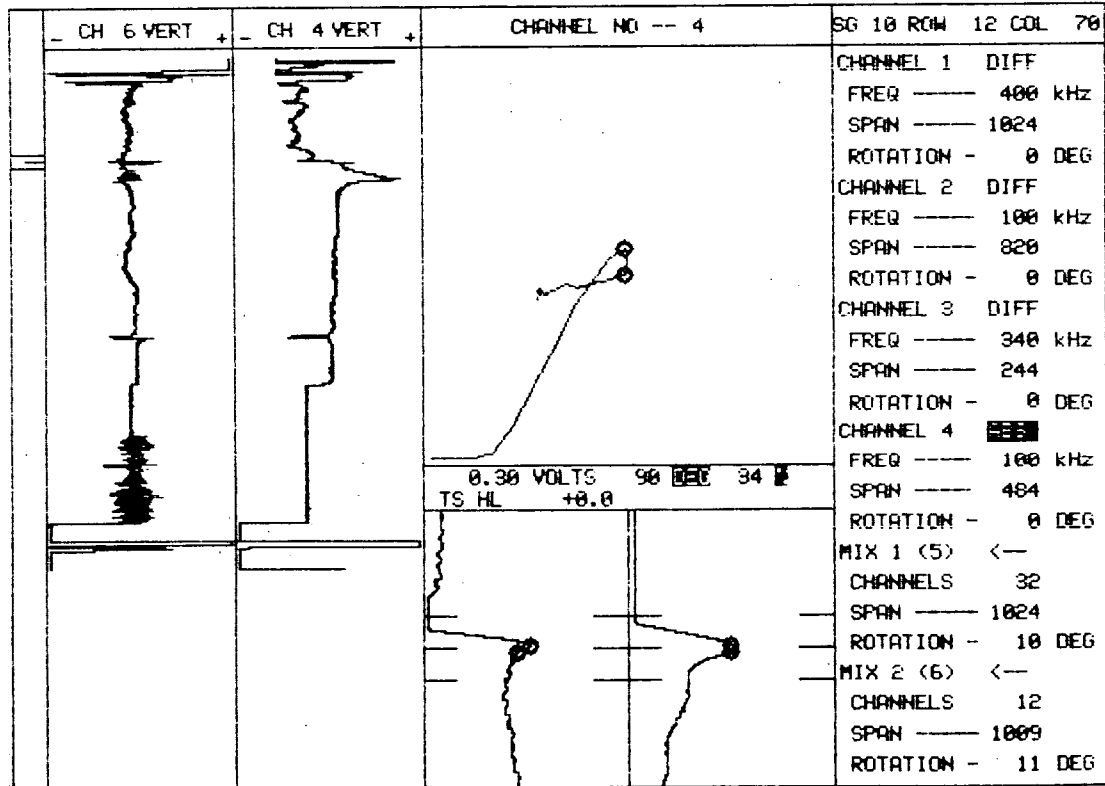 _ CH 6 VERT +
_ CH 4 VERT +
CHANNEL NO -- 4
0.30 VOLTS 90 DEG 34
TS HL +0.0
SG 10 ROW 12 COL 70
CHANNEL 1 DIFF
FREQ ----- 400 kHz
SPAN ----- 1024
ROTATION - 0 DEG
CHANNEL 2 DIFF
FREQ ----- 100 kHz
SPAN ----- 820
ROTATION - 0 DEG
CHANNEL 3 DIFF
FREQ ----- 340 kHz
SPAN ----- 244
ROTATION - 0 DEG
CHANNEL 4
FREQ ----- 100 kHz
SPAN ----- 484
ROTATION - 0 DEG
MIX 1 (5) <--
CHANNELS 32
SPAN ----- 1024
ROTATION - 10 DEG
MIX 2 (6) <--
CHANNELS 12
SPAN ----- 1009
ROTATION - 11 DEG